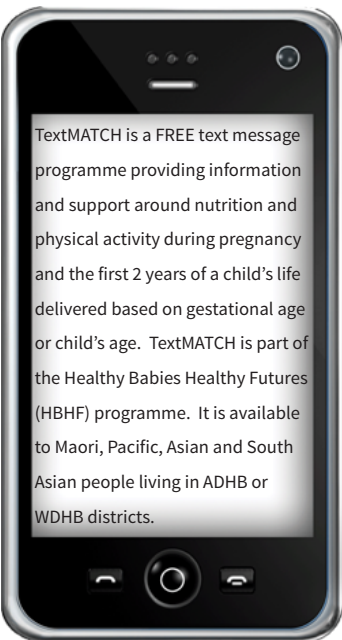 TextMATCH is a FREE text message
programme providing information
and support around nutrition and
physical activity during pregnancy
and the first 2 years of a child’s life
delivered based on gestational age
or child’s age.  TextMATCH is part of
the Healthy Babies Healthy Futures
(HBHF) programme.  It is available
to Maori, Pacific, Asian and South
Asian people living in ADHB or
WDHB districts.